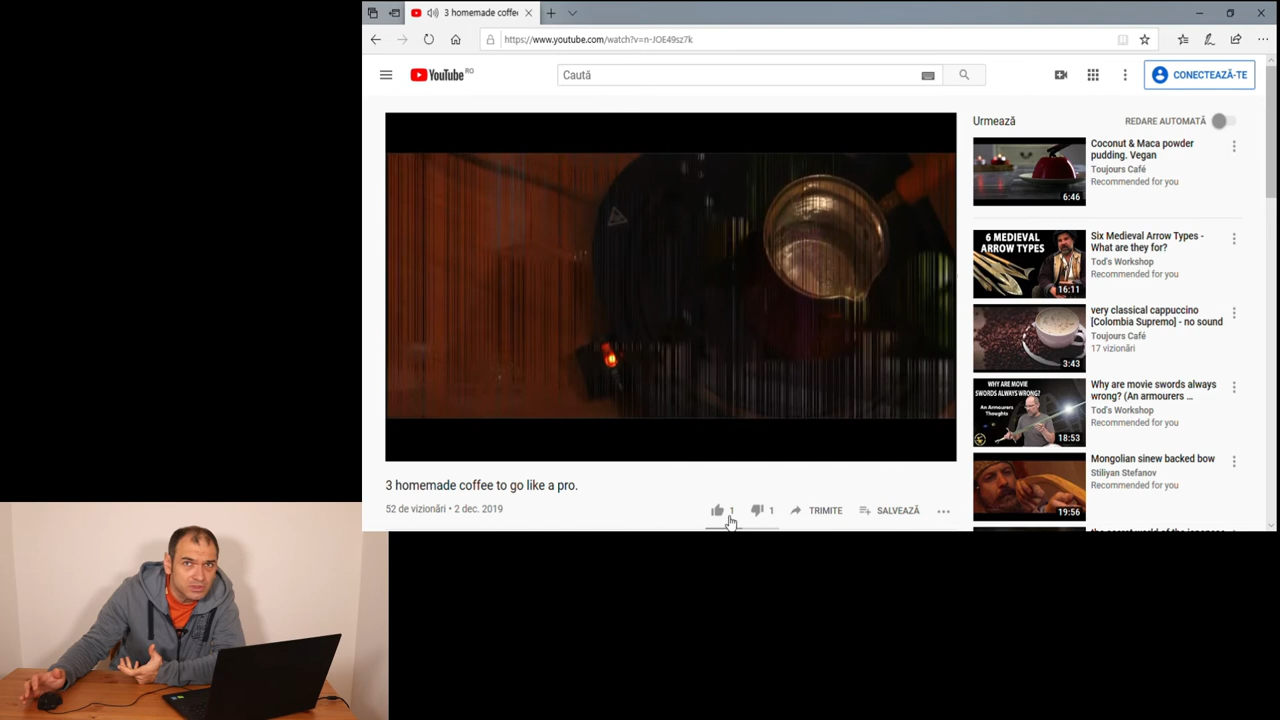 3 homemade coffe
https://www.youtube.com/watch?v=n-JOE49sz7k
YouTube RO
Caută
CONECTEAZĂ-TE
Urmează
REDARE AUTOMATĂ
Coconut & Maca powder
pudding. Vegan
Toujours Café
Recommended for you
6:46
6 MEDIEVAL
ARROW TYPES
16:11
Six Medieval Arrow Types -
What are they for?
Tod's Workshop
Recommended for you
very classical cappuccino
[Colombia Supremo] - no sound
Toujours Café
17 vizionări
3:43
WHY ARE MOVIE
SWORDS ALWAYS WRONG?
An Armourers
Thoughts
18:53
Why are movie swords always
wrong? (An armourers ...
Tod's Workshop
Recommended for you
Mongolian sinew backed bow
Stiliyan Stefanov
Recommended for you
19:56
3 homemade coffee to go like a pro.
52 de vizionări • 2 dec. 2019
1
1
TRIMITE
SALVEAZĂ